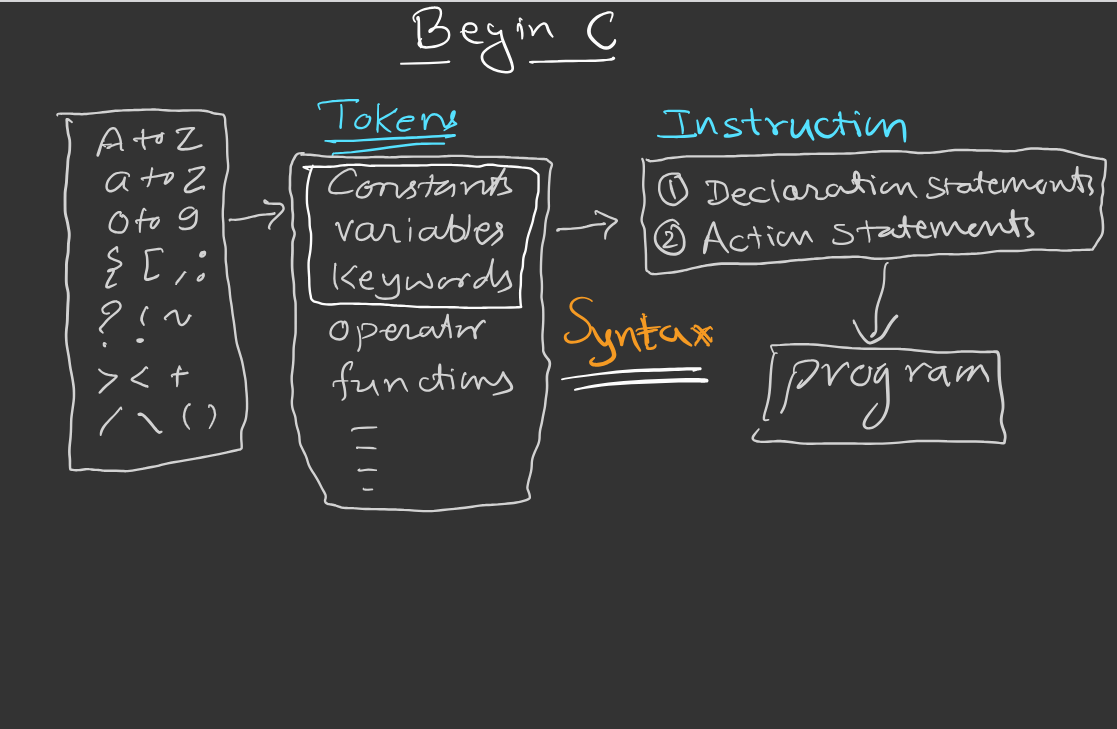 Begin C
A to Z
a to z
0 to 9
{ [ , ; :
? ! ~
> < +
/ \ ( )
Tokens
Constants
variables
Keywords
operator
functions
Syntax
Instruction
① Declaration Statements
② Action Statements
program